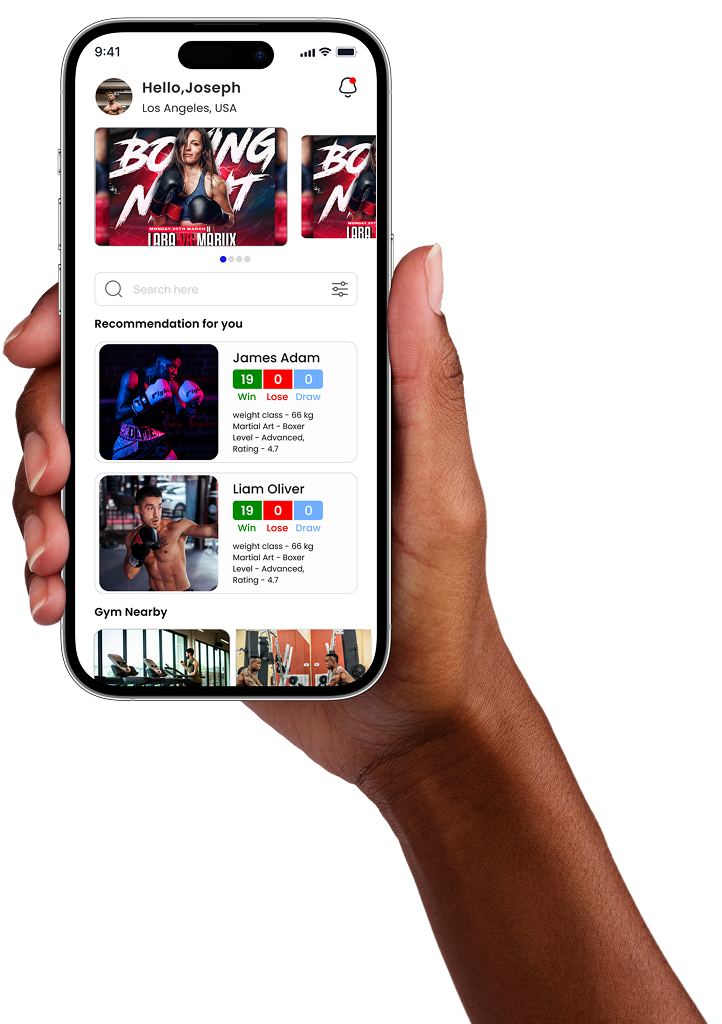 9:41
Hello,Joseph
Los Angeles, USA
BOXING
NIGHT
MONDAY.20TH MARCH ||
LARA VS MARUX
Search here
Recommendation for you
James Adam
19 0 0
Win Lose Draw
weight class - 66 kg
Martial Art - Boxer
Level - Advanced,
Rating - 4.7
Liam Oliver
19 0 0
Win Lose Draw
weight class - 66 kg
Martial Art - Boxer
Level - Advanced,
Rating - 4.7
Gym Nearby